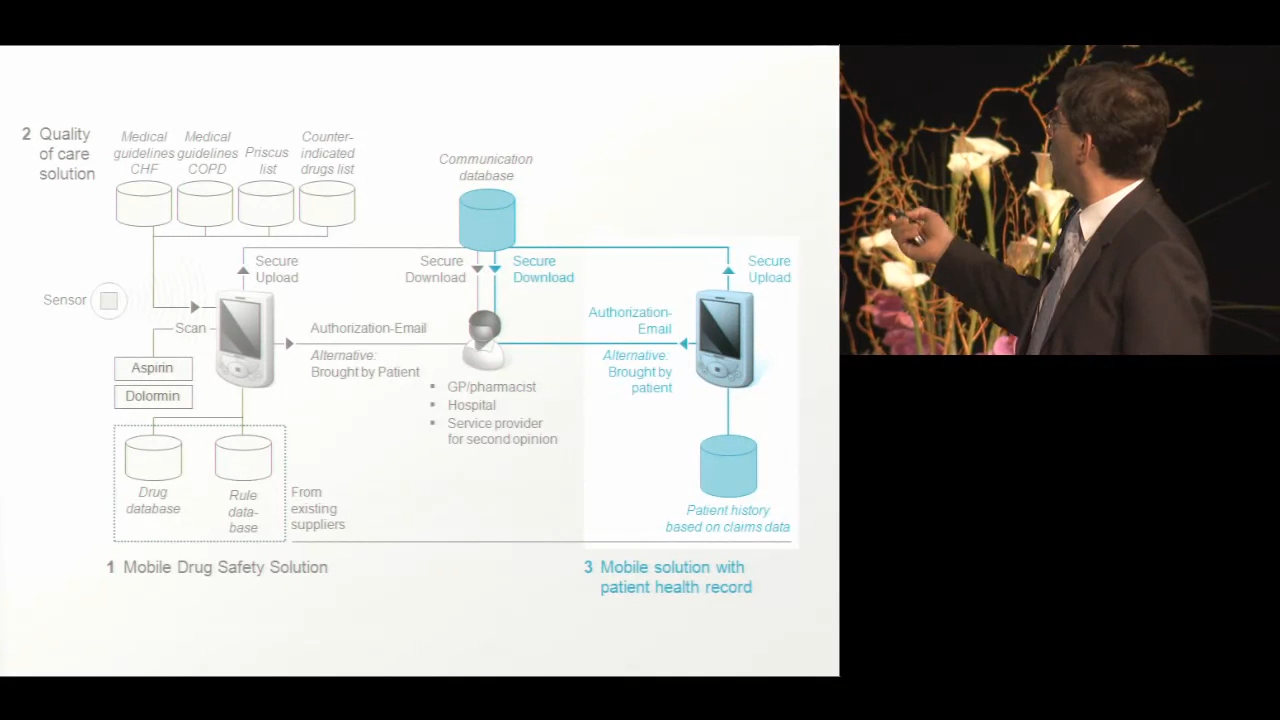 2 Quality
of care
solution
Medical
guidelines
CHF
Medical
guidelines
COPD
Priscus
list
Counter-
indicated
drugs list
Communication
database
Secure
Upload
Secure
Download
Secure
Download
Secure
Upload
Sensor
Scan
Authorization-Email
Alternative:
Brought by Patient
Authorization-
Email
Alternative:
Brought by
patient
Aspirin
Dolormin
GP/pharmacist
Hospital
Service provider
for second opinion
Drug
database
Rule
data-
base
From
existing
suppliers
Patient history
based on claims data
1 Mobile Drug Safety Solution
3 Mobile solution with
patient health record